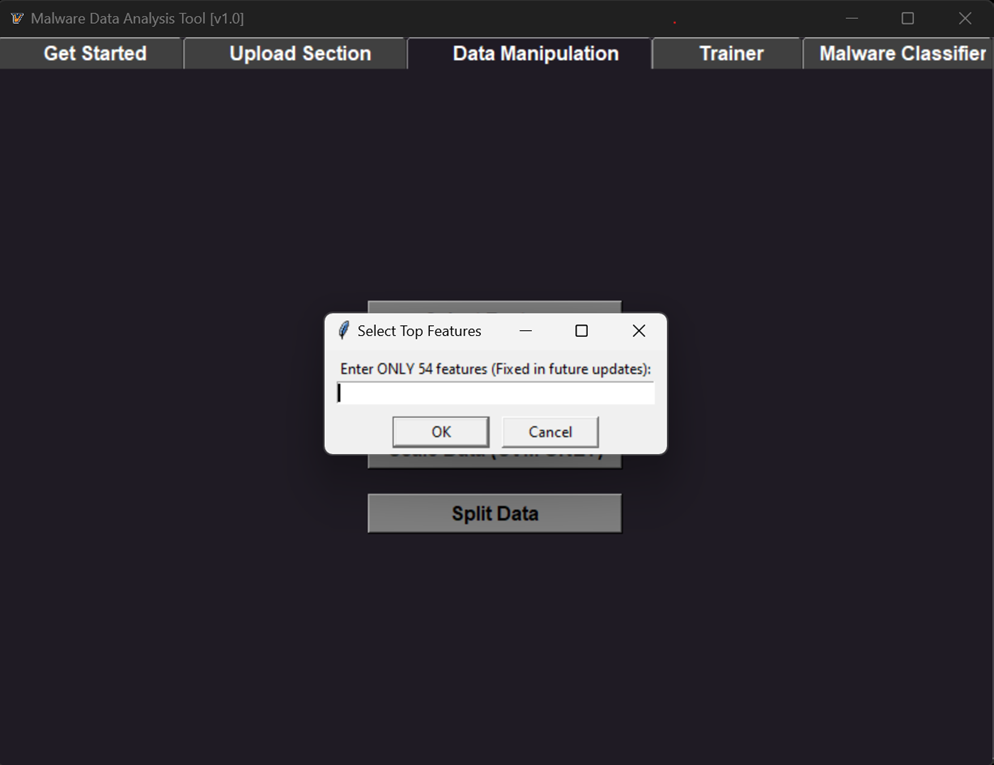 Malware Data Analysis Tool [v1.0]
Get Started
Upload Section
Data Manipulation
Trainer
Malware Classifier
Select Top Features
Enter ONLY 54 features (Fixed in future updates):
OK
Cancel
Split Data